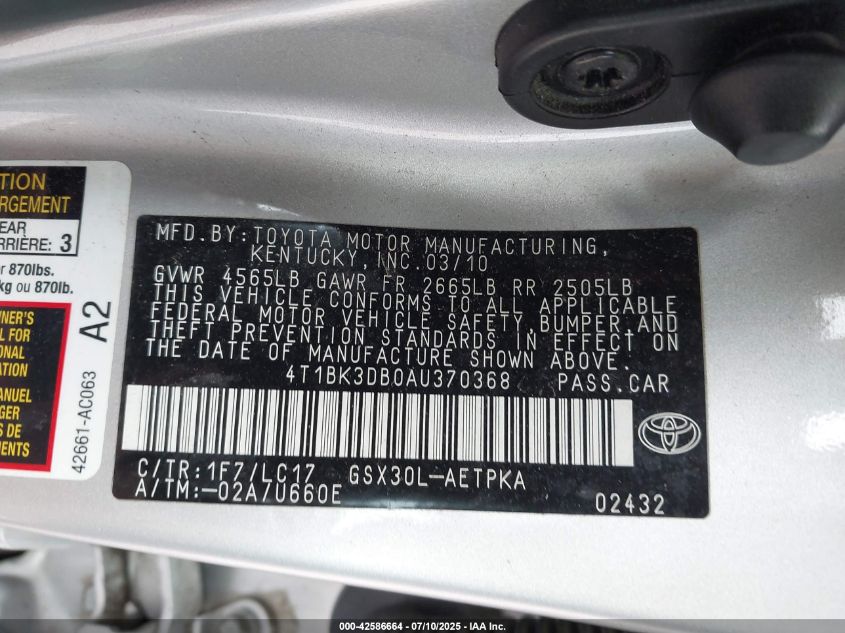 TION
RGEMENT
EAR
RRIÈRE: 3
or 870lbs.
kg ou 870lb.
A2
NER'S
L FOR
ONAL
TION
ANUEL
GER
S DE
MENTS
42661-AC063
MFD.BY:TOYOTA MOTOR MANUFACTURING,
KENTUCKY, INC.03/10
GVWR 4565LB GAWR FR 2665LB RR 2505LB
THIS VEHICLE CONFORMS TO ALL APPLICABLE
FEDERAL MOTOR VEHICLE SAFETY,BUMPER,AND
THEFT PREVENTION STANDARDS IN EFFECT ON
THE DATE OF MANUFACTURE SHOWN ABOVE.
4T1BK3DB0AU370368 PASS.CAR
C/TR:1F7/LC17 GSX30L-AETPKA
A/TM:-02A/U660E
02432
000-42586664 / 07/10/2025 - IAA Inc.